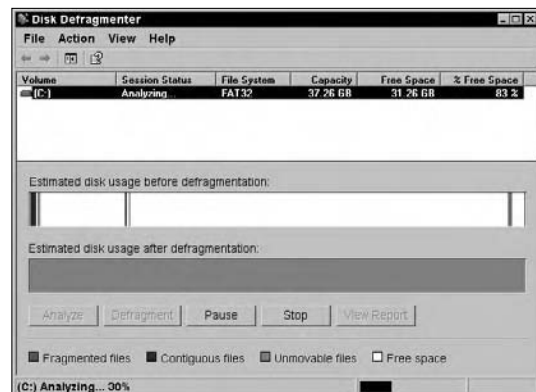 Disk Defragmenter
File Action View Help
Volume Session Status File System Capacity Free Space % Free Space
(C:) Analyzing... FAT32 37.26 GB 31.26 GB 83 %
Estimated disk usage before defragmentation:
Estimated disk usage after defragmentation:
Analyze Defragment Pause Stop View Report
Fragmented files Contiguous files Unmovable files Free space
(C:) Analyzing... 30%